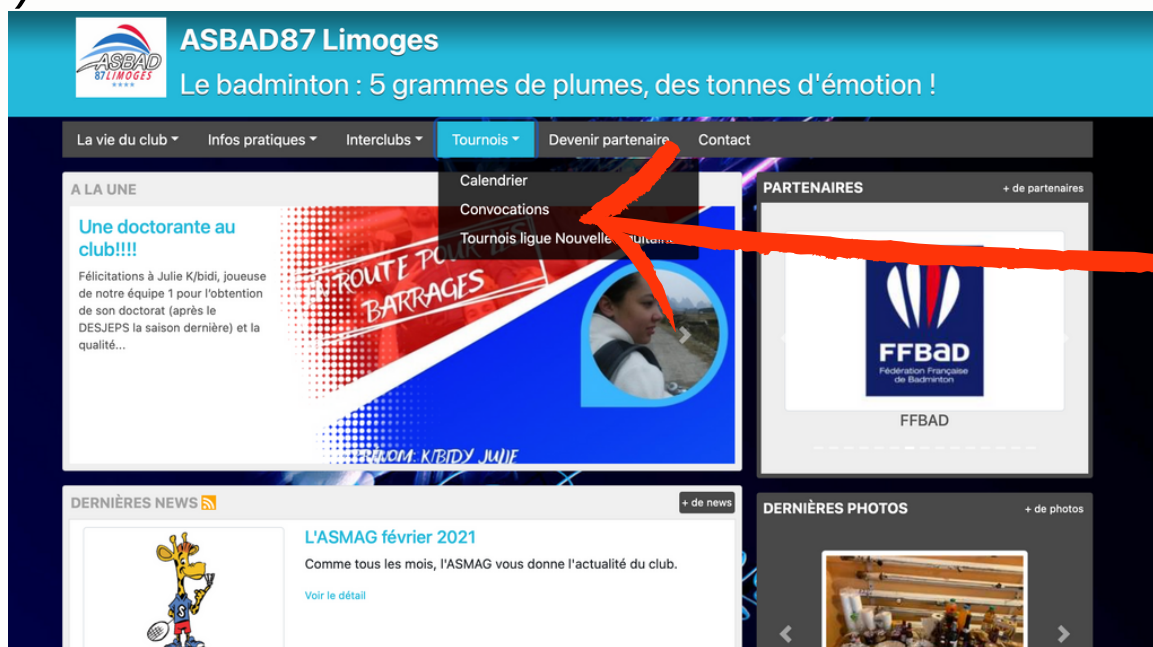 )
ASBAD
87 LIMOGES
ASBAD87 Limoges
Le badminton : 5 grammes de plumes, des tonnes d'émotion !
La vie du club Infos pratiques Interclubs Tournois Devenir partenaire Contact
Calendrier
Convocations
Tournois ligue Nouvelle
A LA UNE
Une doctorante au
club!!!!
Félicitations à Julie K/bidi, joueuse
de notre équipe 1 pour l'obtention
de son doctorat (après le
DESJEPS la saison dernière) et la
qualité...
EN ROUTE POUR LES
BARRAGES
PRÉNOM: K/BIDY JULIE
PARTENAIRES
+ de partenaires
FFBaD
Fédération Française
de Badminton
FFBAD
DERNIÈRES NEWS
+ de news
L'ASMAG février 2021
Comme tous les mois, l'ASMAG vous donne l'actualité du club.
Voir le détail
S
DERNIÈRES PHOTOS
+ de photos